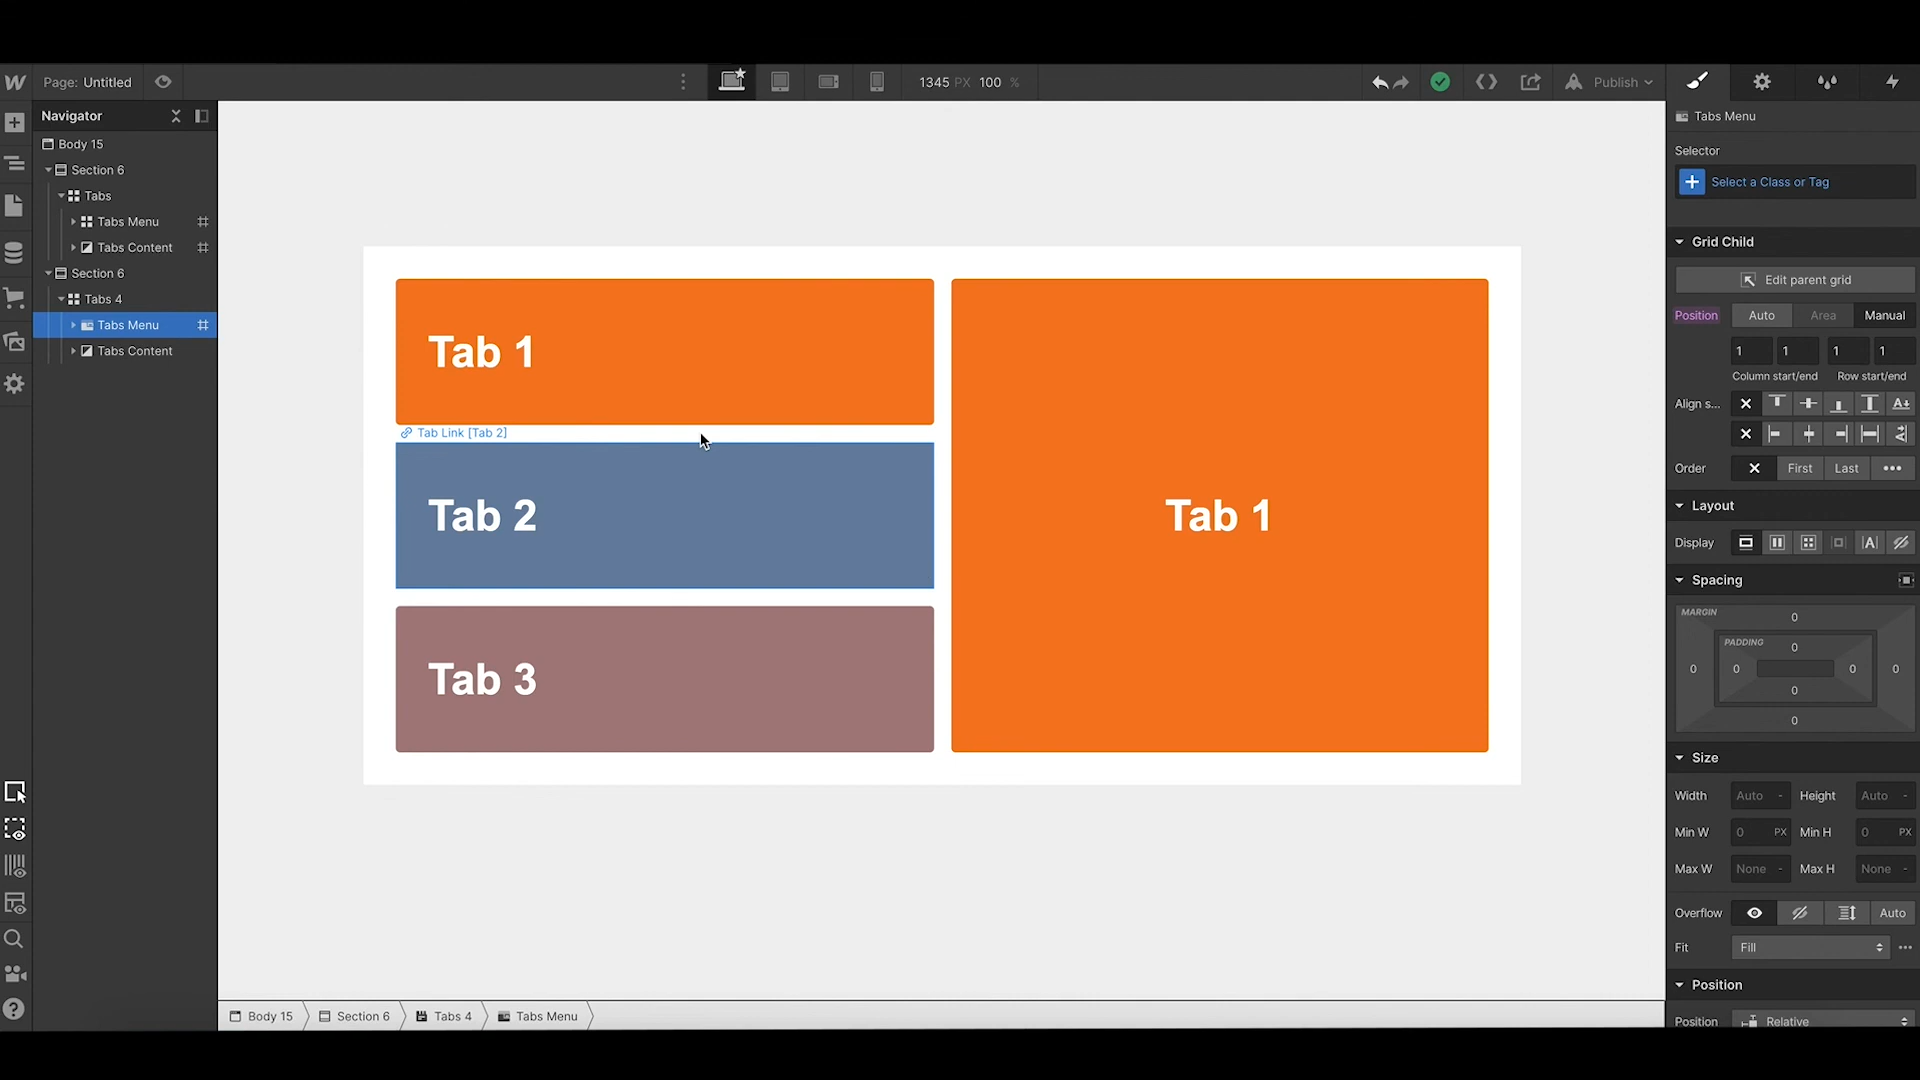 Page: Untitled
1345 PX 100 %
Publish
Navigator
Body 15
Section 6
Tabs
Tabs Menu
Tabs Content
Section 6
Tabs 4
Tabs Menu
Tabs Content
Tab 1
Tab Link [Tab 2]
Tab 2
Tab 3
Tab 1
Body 15
Section 6
Tabs 4
Tabs Menu
Tabs Menu
Selector
Select a Class or Tag
Grid Child
Edit parent grid
Position Auto Area Manual
1 1 1 1
Column start/end Row start/end
Align s...
Order First Last
Layout
Display
Spacing
MARGIN
0
PADDING
0
0 0 0 0
0
0
Size
Width Auto - Height Auto -
Min W 0 PX Min H 0 PX
Max W None - Max H None -
Overflow Auto
Fit Fill
Position
Position Relative